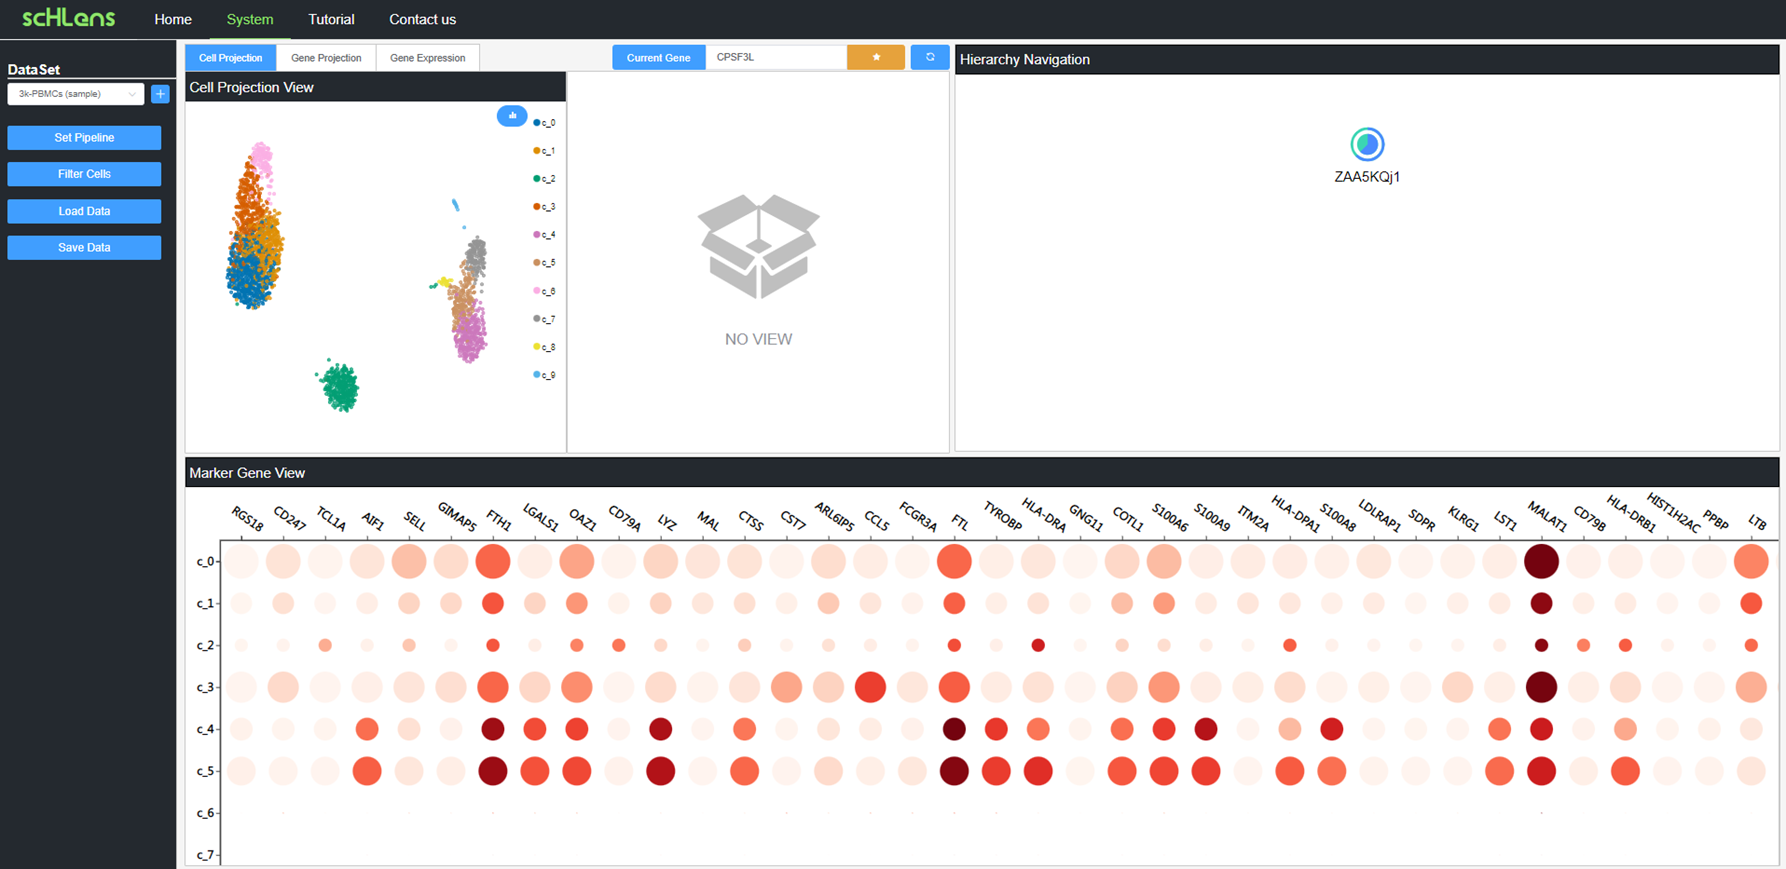 scHLens
Home
System
Tutorial
Contact us
DataSet
3k-PBMCs (sample)
+
Set Pipeline
Filter Cells
Load Data
Save Data
Cell Projection
Gene Projection
Gene Expression
Current Gene
CPSF3L
Cell Projection View
c_0
c_1
c_2
c_3
c_4
c_5
c_6
c_7
c_8
c_9
NO VIEW
Hierarchy Navigation
ZAA5KQj1
Marker Gene View
RGS18
CD247
TCL1A
AIF1
SELL
GIMAP5
FTH1
LGALS1
OAZ1
CD79A
LYZ
MAL
CTSS
CST7
ARL6IP5
CCL5
FCGR3A
FTL
TYROBP
HLA-DRA
GNG11
COTL1
S100A6
S100A9
ITM2A
HLA-DPA1
S100A8
LDLRAP1
SDPR
KLRG1
LST1
MALAT1
CD79B
HLA-DRB1
HIST1H2AC
PPBP
LTB
c_0
c_1
c_2
c_3
c_4
c_5
c_6
c_7